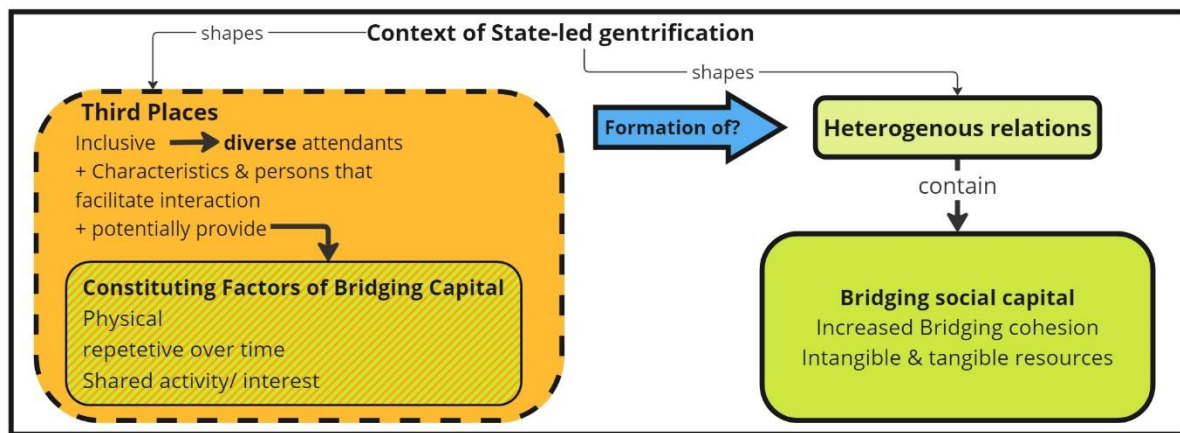 shapes
Context of State-led gentrification
shapes
Third Places
Inclusive diverse attendants
+ Characteristics & persons that
facilitate interaction
+ potentially provide
Constituting Factors of Bridging Capital
Physical
repetetive over time
Shared activity/ interest
Formation of?
Heterogenous relations
contain
Bridging social capital
Increased Bridging cohesion
Intangible & tangible resources